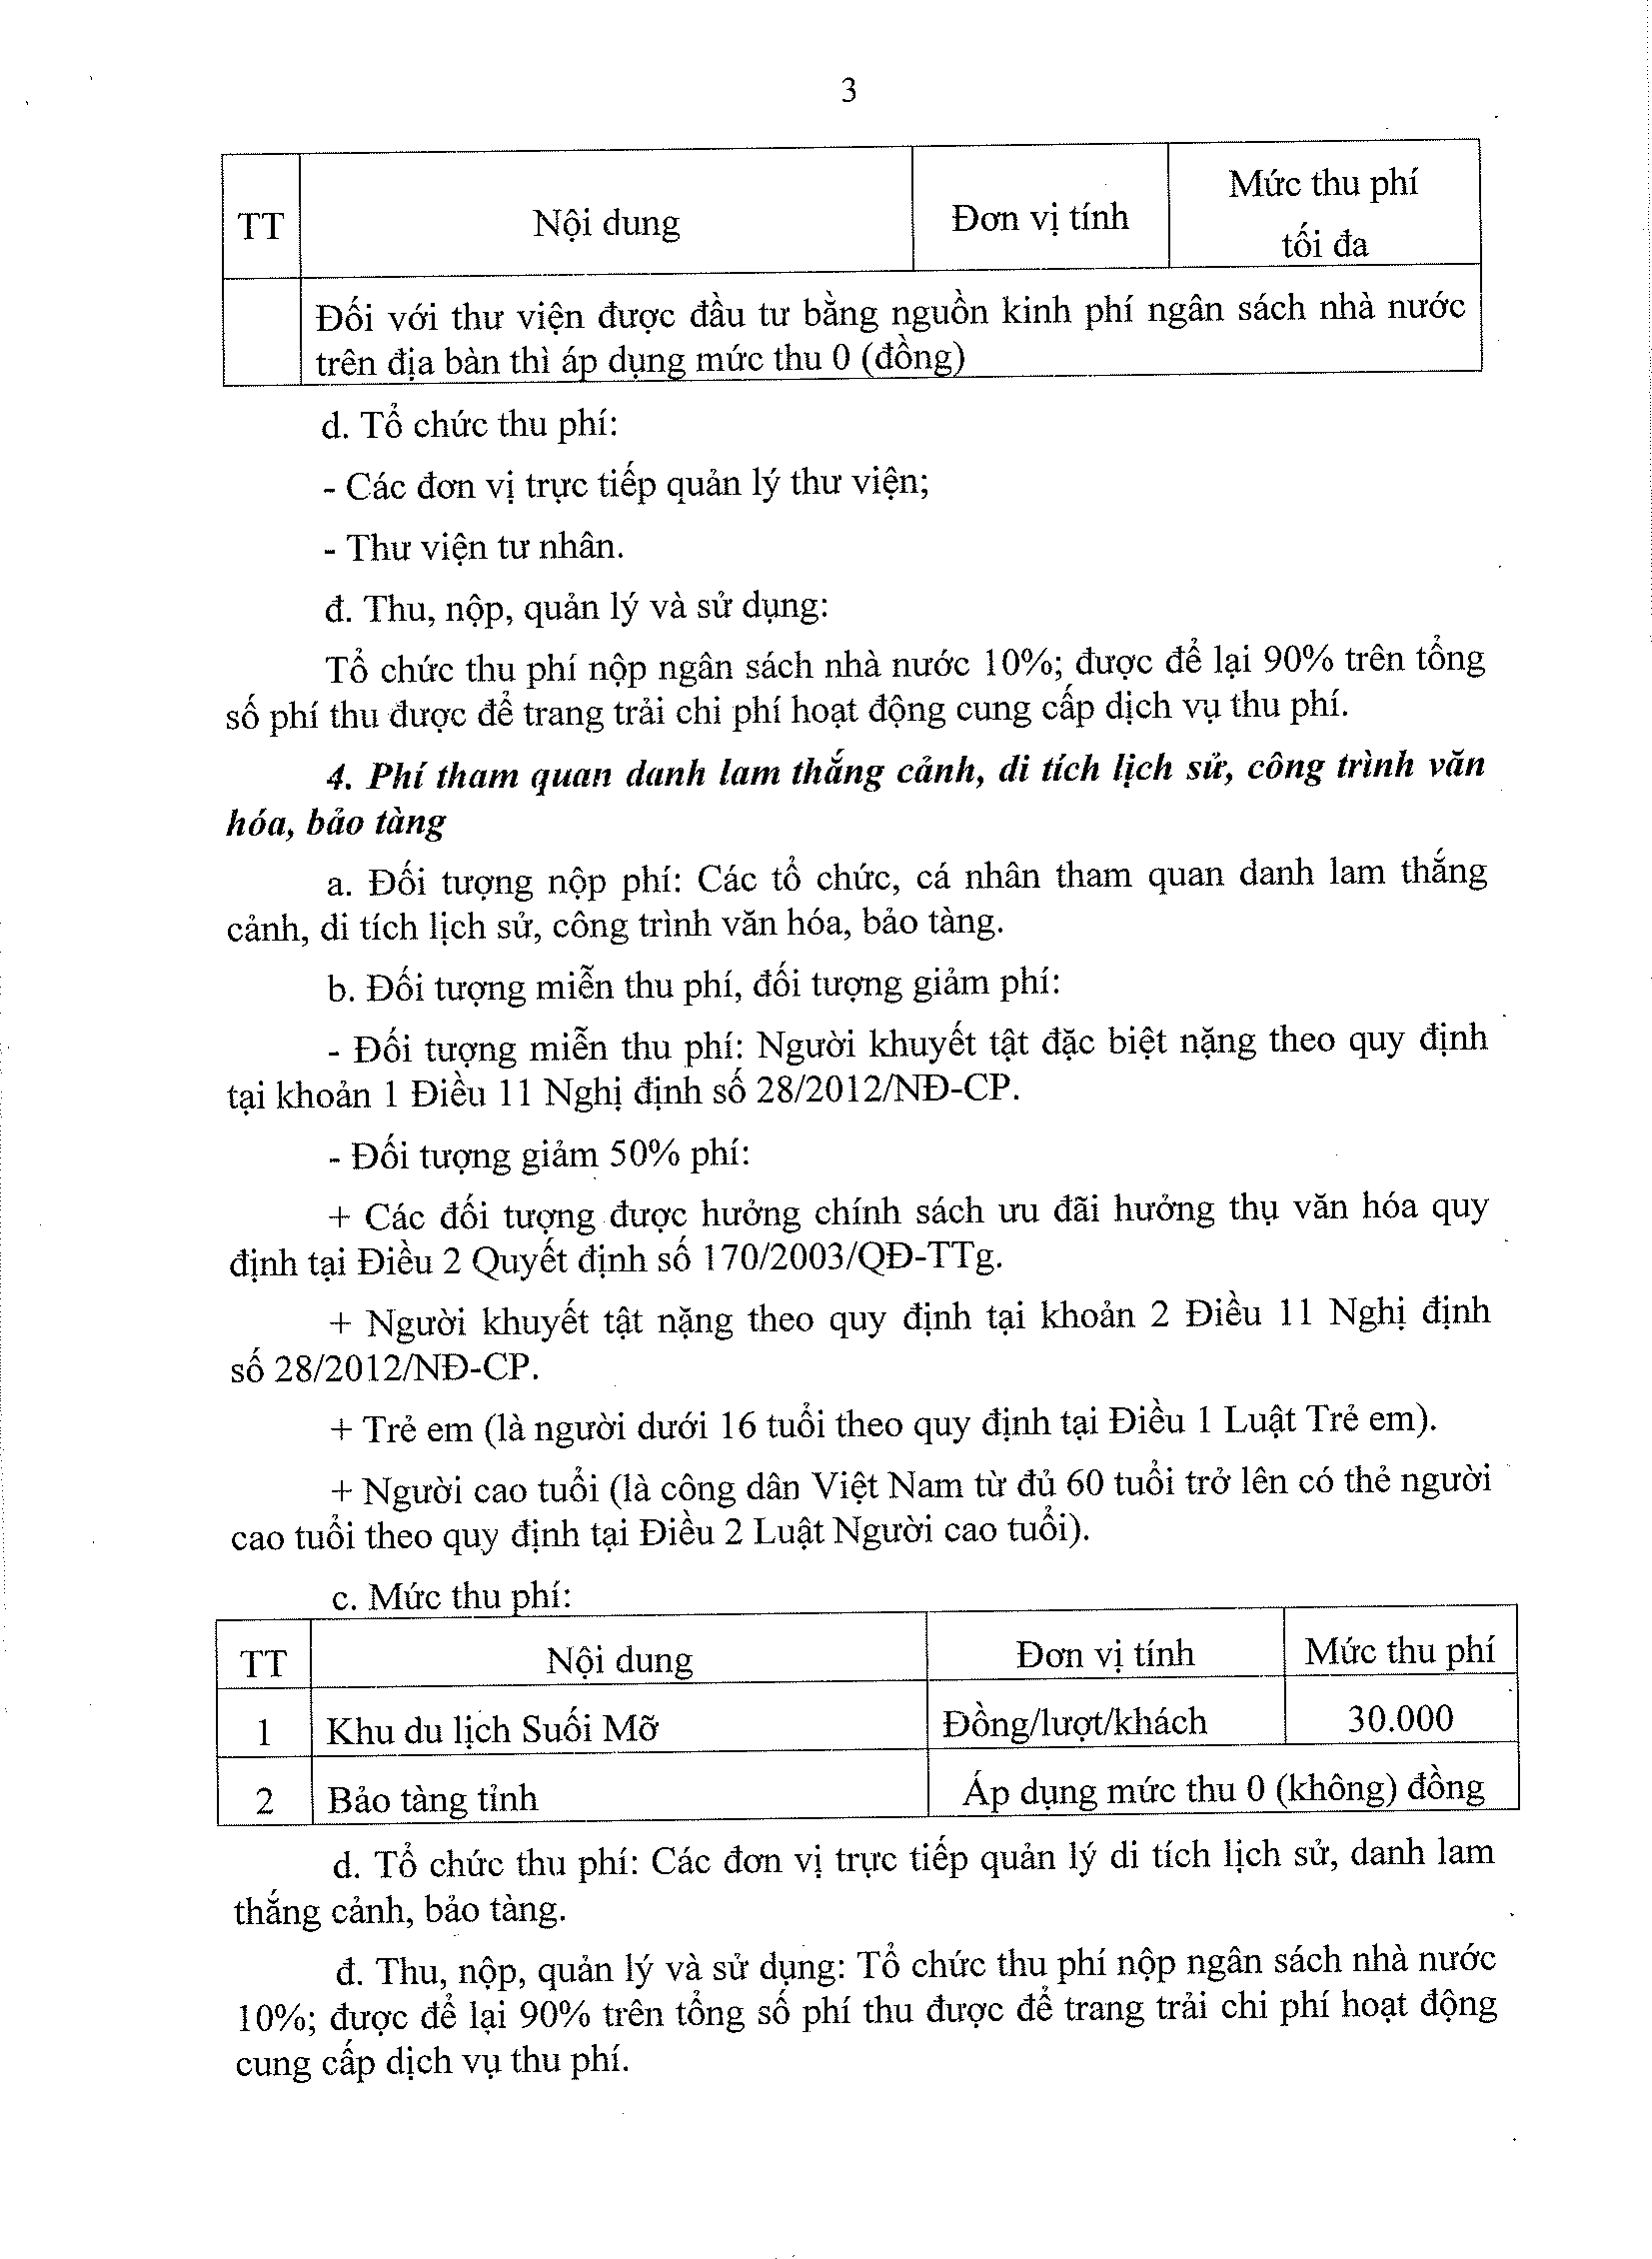 3
TT
Nội dung
Đơn vị tính
Mức thu phí
tối đa
Đối với thư viện được đầu tư bằng nguồn kinh phí ngân sách nhà nước
trên địa bàn thì áp dụng mức thu 0 (đồng)
d. Tổ chức thu phí:
- Các đơn vị trực tiếp quản lý thư viện;
- Thư viện tư nhân.
đ. Thu, nộp, quản lý và sử dụng:
Tổ chức thu phí nộp ngân sách nhà nước 10%; được để lại 90% trên tổng
số phí thu được để trang trải chi phí hoạt động cung cấp dịch vụ thu phí.
4. Phí tham quan danh lam thắng cảnh, di tích lịch sử, công trình văn
hóa, bảo tàng
a. Đối tượng nộp phí: Các tổ chức, cá nhân tham quan danh lam thắng
cảnh, di tích lịch sử, công trình văn hóa, bảo tàng.
b. Đối tượng miễn thu phí, đối tượng giảm phí:
- Đối tượng miễn thu phí: Người khuyết tật đặc biệt nặng theo quy định
tại khoản 1 Điều 11 Nghị định số 28/2012/NĐ-CP.
- Đối tượng giảm 50% phí:
+ Các đối tượng được hưởng chính sách ưu đãi hưởng thụ văn hóa quy
định tại Điều 2 Quyết định số 170/2003/QĐ-TTg.
+ Người khuyết tật nặng theo quy định tại khoản 2 Điều 11 Nghị định
số 28/2012/NĐ-CP.
+ Trẻ em (là người dưới 16 tuổi theo quy định tại Điều 1 Luật Trẻ em).
+ Người cao tuổi (là công dân Việt Nam từ đủ 60 tuổi trở lên có thẻ người
cao tuổi theo quy định tại Điều 2 Luật Người cao tuổi).
c. Mức thu phí:
TT
Nội dung
Đơn vị tính
Mức thu phí
1
Khu du lịch Suối Mỡ
Đồng/lượt/khách
30.000
2
Bảo tàng tỉnh
Áp dụng mức thu 0 (không) đồng
d. Tổ chức thu phí: Các đơn vị trực tiếp quản lý di tích lịch sử, danh lam
thắng cảnh, bảo tàng.
đ. Thu, nộp, quản lý và sử dụng: Tổ chức thu phí nộp ngân sách nhà nước
10%; được để lại 90% trên tổng số phí thu được để trang trải chi phí hoạt động
cung cấp dịch vụ thu phí.